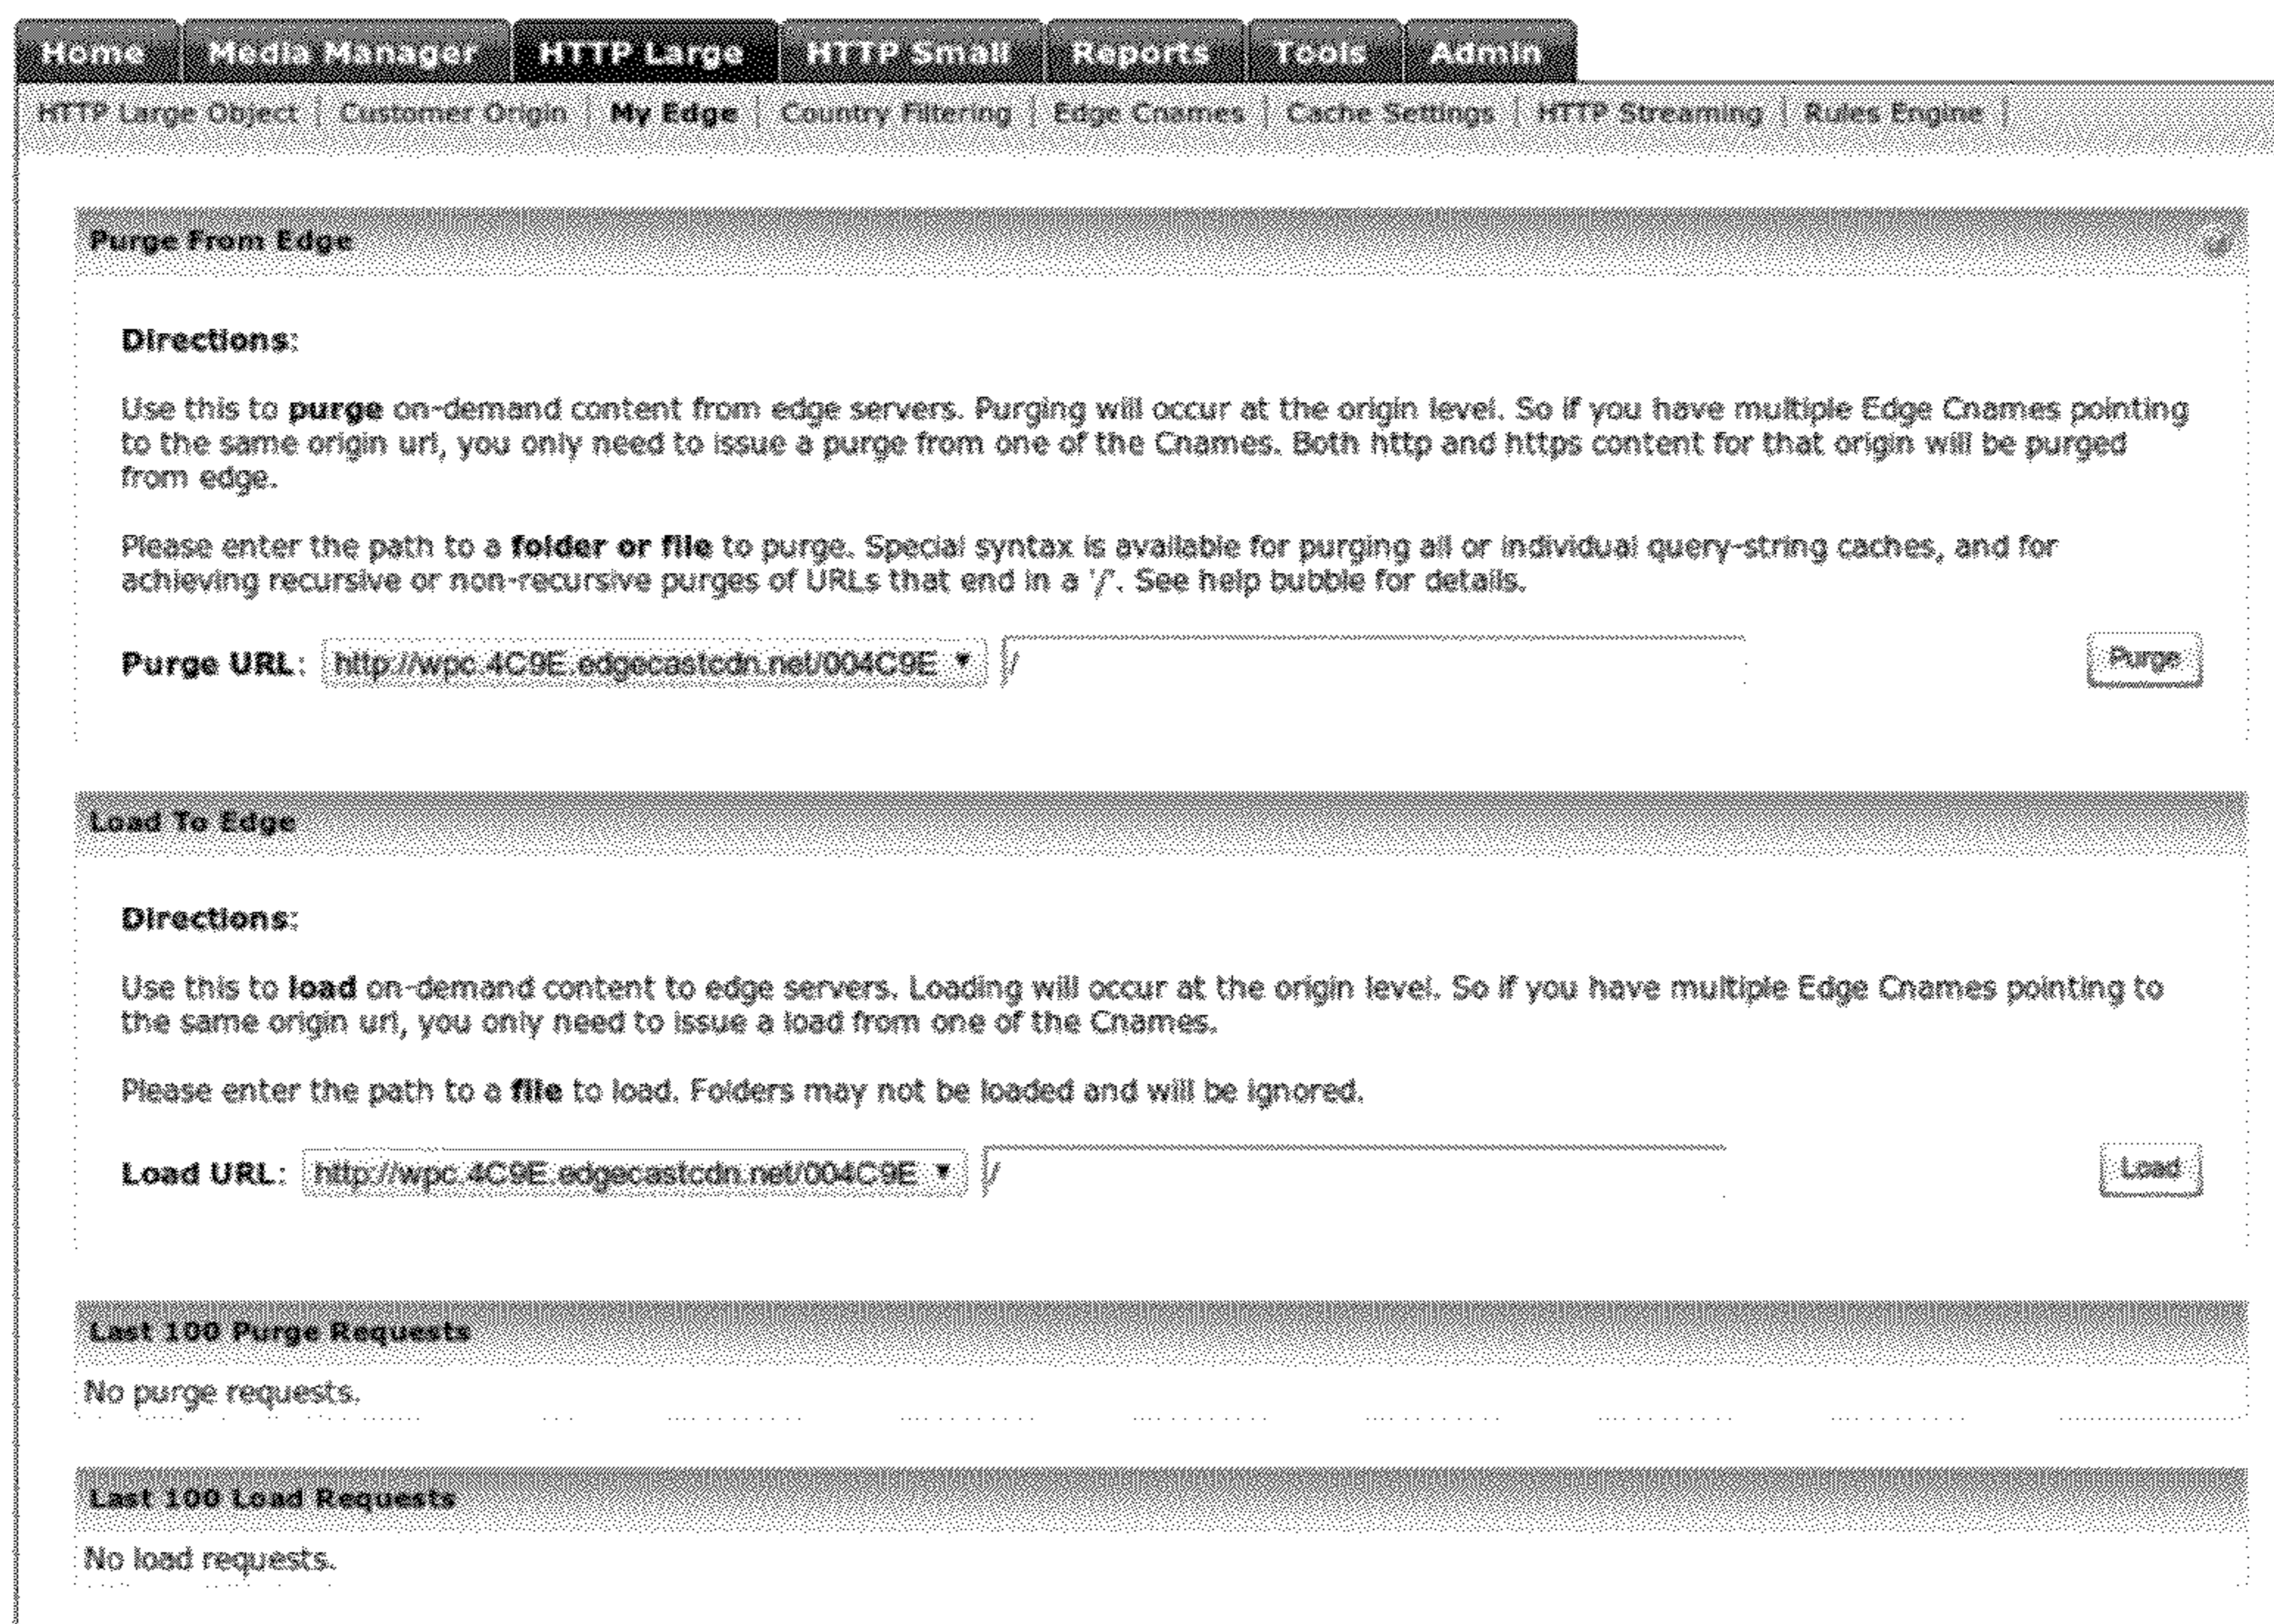 Home Media Manager HTTP Large HTTP Small Reports Tools Admin
HTTP Large Object | Customer Origin | My Edge | Country Filtering | Edge Cnames | Cache Settings | HTTP Streaming | Rules Engine |
Purge From Edge
Directions:
Use this to purge on-demand content from edge servers. Purging will occur at the origin level. So if you have multiple Edge Cnames pointing
to the same origin url, you only need to issue a purge from one of the Cnames. Both http and https content for that origin will be purged
from edge.
Please enter the path to a folder or file to purge. Special syntax is available for purging all or individual query-string caches, and for
achieving recursive or non-recursive purges of URLs that end in a '/'. See help bubble for details.
Purge URL: http://wpc.4C9E.edgecastcdn.net/004C9E ▼ / Purge
Load To Edge
Directions:
Use this to load on-demand content to edge servers. Loading will occur at the origin level. So if you have multiple Edge Cnames pointing to
the same origin url, you only need to issue a load from one of the Cnames.
Please enter the path to a file to load. Folders may not be loaded and will be ignored.
Load URL: http://wpc.4C9E.edgecastcdn.net/004C9E ▼ / Load
Last 100 Purge Requests
No purge requests.
Last 100 Load Requests
No load requests.